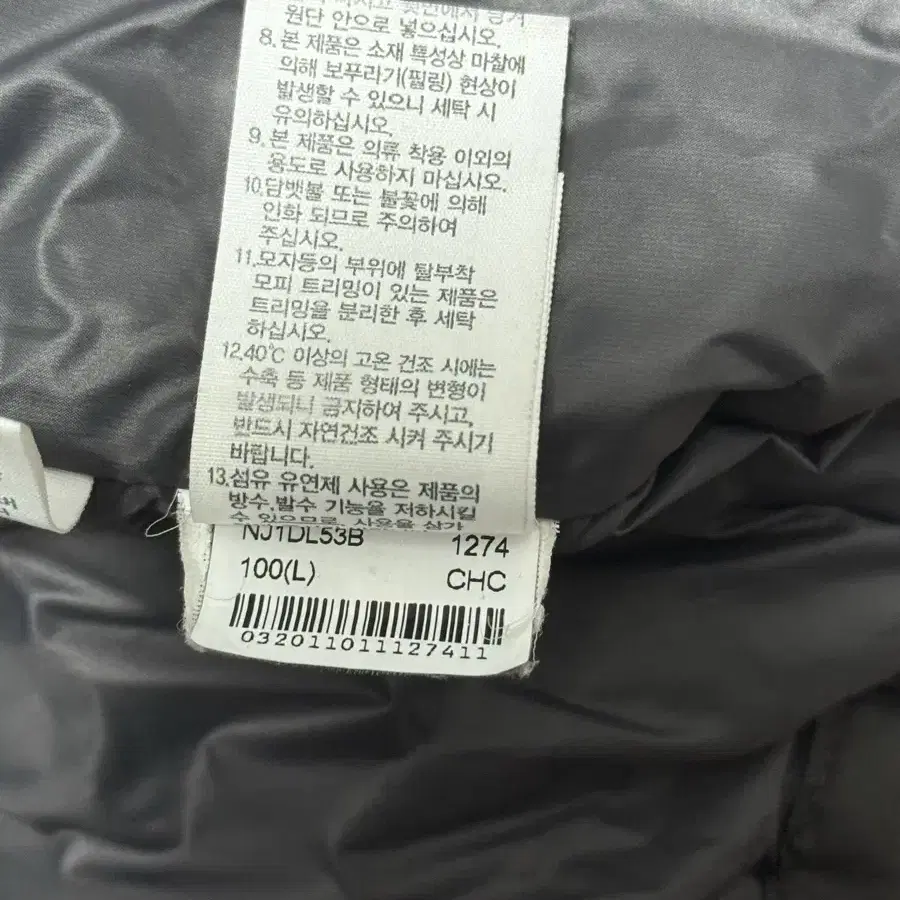 원단 안으로 넣으십시오.
8.본 제품은 소재 특성상 마찰에
의해 보푸라기(필링) 현상이
발생할 수 있으니 세탁 시
유의하십시오.
9.본 제품은 의류 착용 이외의
용도로 사용하지 마십시오.
10.담뱃불 또는 불꽃에 의해
인화 되므로 주의하여
주십시오.
11.모자등의 부위에 탈부착
모피 트리밍이 있는 제품은
트리밍을 분리한 후 세탁
하십시오.
12.40℃ 이상의 고온 건조 시에는
수축 등 제품 형태의 변형이
발생되니 금지하여 주시고,
반드시 자연건조 시켜 주시기
바랍니다.
13.섬유 유연제 사용은 제품의
방수,발수 기능을 저하시킬
수 있으므로 사용을 삼가
NJ1DL53B 1274
100(L) CHC
032011011127411